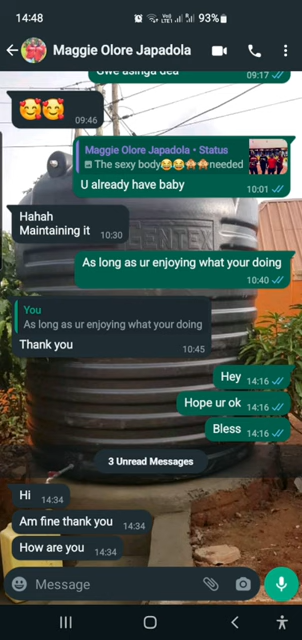 14:48
93%
Maggie Olore Japadola
Gwe asinga dea
09:17
🥰🥰
09:46
Maggie Olore Japadola • Status
The sexy body😂😂🙈🙈needed
U already have baby
10:01
Hahah
Maintaining it
10:30
As long as ur enjoying what your doing
10:40
You
As long as ur enjoying what your doing
Thank you
10:45
Hey
14:16
Hope ur ok
14:16
Bless
14:16
3 Unread Messages
Hi
14:34
Am fine thank you
14:34
How are you
14:34
Message